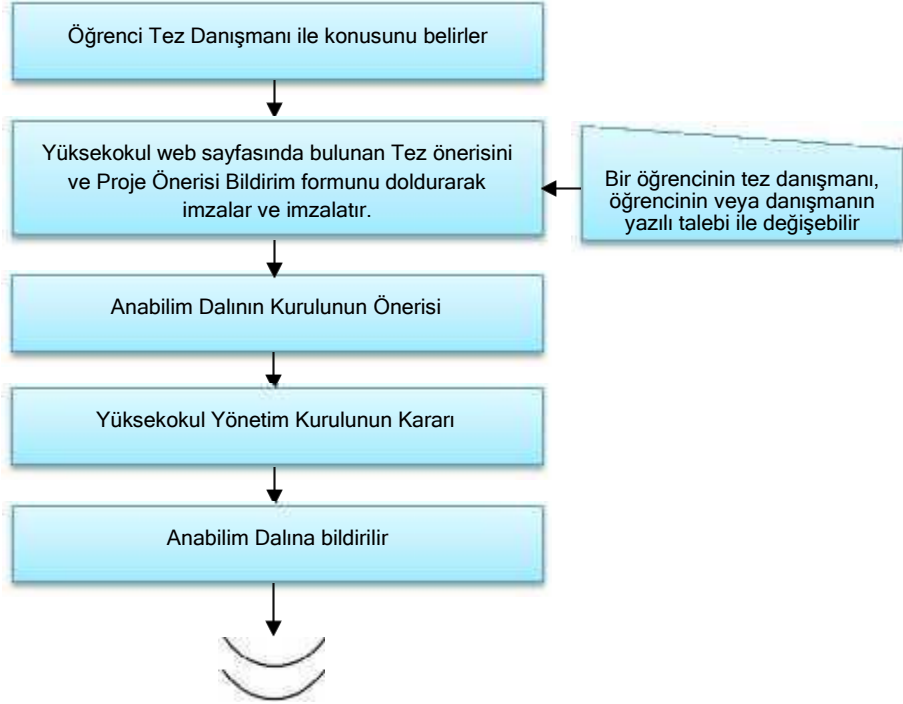 Öğrenci Tez Danışmanı ile konusunu belirler
Yüksekokul web sayfasında bulunan Tez önerisini
ve Proje Önerisi Bildirim formunu doldurarak
imzalar ve imzalatır.
Bir öğrencinin tez danışmanı,
öğrencinin veya danışmanın
yazılı talebi ile değişebilir
Anabilim Dalının Kurulunun Önerisi
Yüksekokul Yönetim Kurulunun Kararı
Anabilim Dalına bildirilir